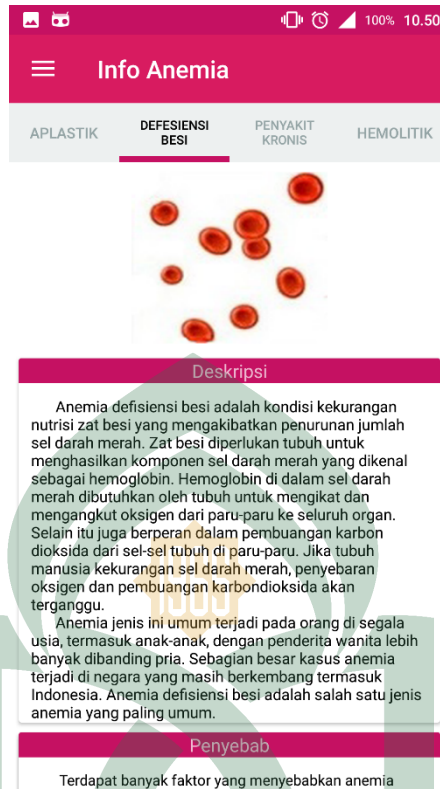 100% 10.50
Info Anemia
APLASTIK
DEFESIENSI
BESI
PENYAKIT
KRONIS
HEMOLITIK
Deskripsi
Anemia defisiensi besi adalah kondisi kekurangan
nutrisi zat besi yang mengakibatkan penurunan jumlah
sel darah merah. Zat besi diperlukan tubuh untuk
menghasilkan komponen sel darah merah yang dikenal
sebagai hemoglobin. Hemoglobin di dalam sel darah
merah dibutuhkan oleh tubuh untuk mengikat dan
mengangkut oksigen dari paru-paru ke seluruh organ.
Selain itu juga berperan dalam pembuangan karbon
dioksida dari sel-sel tubuh di paru-paru. Jika tubuh
manusia kekurangan sel darah merah, penyebaran
oksigen dan pembuangan karbondioksida akan
terganggu.
Anemia jenis ini umum terjadi pada orang di segala
usia, termasuk anak-anak, dengan penderita wanita lebih
banyak dibanding pria. Sebagian besar kasus anemia
terjadi di negara yang masih berkembang termasuk
Indonesia. Anemia defisiensi besi adalah salah satu jenis
anemia yang paling umum.
Penyebab
Terdapat banyak faktor yang menyebabkan anemia